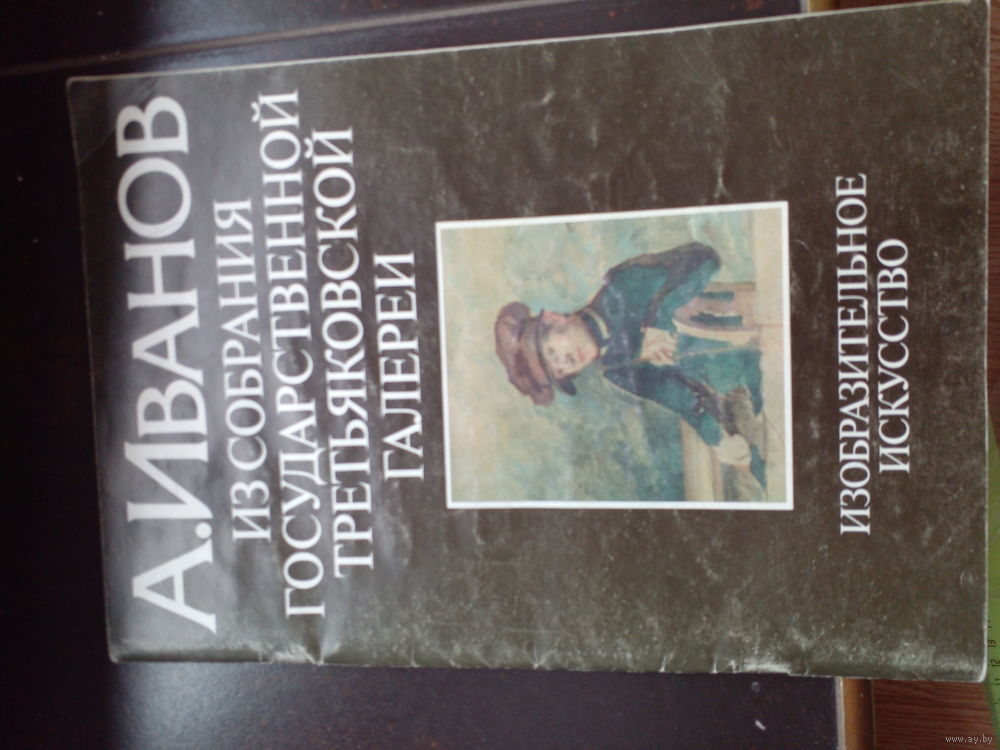 А.ИВАНОВ
ИЗ СОБРАНИЯ
ГОСУДАРСТВЕННОЙ
ТРЕТЬЯКОВСКОЙ
ГАЛЕРЕИ
ИЗОБРАЗИТЕЛЬНОЕ
ИСКУССТВО
www.ay.by